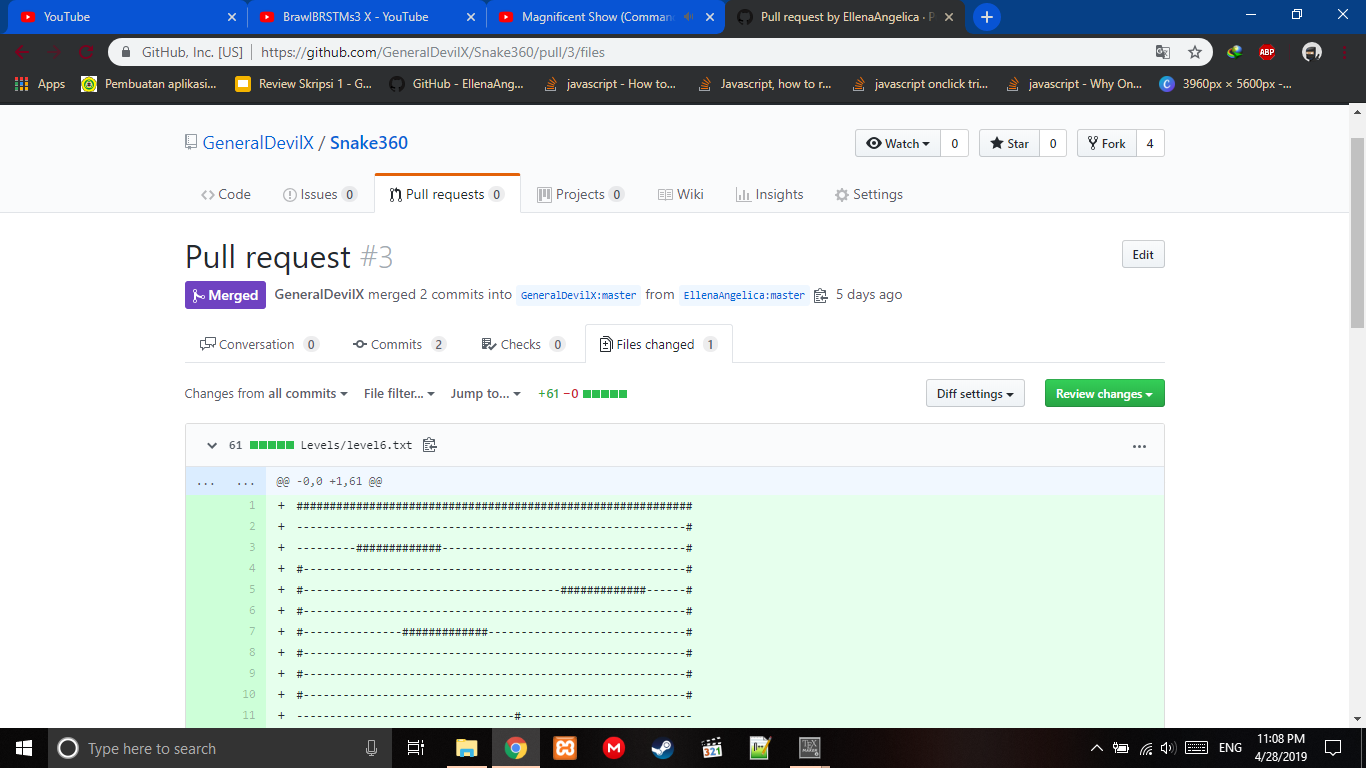 YouTube
BrawlBRSTMs3 X - YouTube
Magnificent Show (Comman
Pull request by EllenaAngelica · P
GitHub, Inc. [US] | https://github.com/GeneralDevilX/Snake360/pull/3/files
ABP
Apps
Pembuatan aplikasi...
Review Skripsi 1 - G...
GitHub - EllenaAng...
javascript - How to...
Javascript, how to r...
javascript onclick tri...
javascript - Why On...
3960px × 5600px -...
GeneralDevilX / Snake360
Watch 0
Star 0
Fork 4
Code
Issues 0
Pull requests 0
Projects 0
Wiki
Insights
Settings
Pull request #3
Edit
Merged
GeneralDevilX merged 2 commits into GeneralDevilX:master from EllenaAngelica:master 5 days ago
Conversation 0
Commits 2
Checks 0
Files changed 1
Changes from all commits
File filter...
Jump to...
+61 −0
Diff settings
Review changes
61 Levels/level6.txt
... ... @@ -0,0 +1,61 @@
1 + ############################################################
2 + -----------------------------------------------------------#
3 + ---------#############-------------------------------------#
4 + #----------------------------------------------------------#
5 + #---------------------------------------#############------#
6 + #----------------------------------------------------------#
7 + #---------------#############------------------------------#
8 + #----------------------------------------------------------#
9 + #----------------------------------------------------------#
10 + #----------------------------------------------------------#
11 + ---------------------------------#--------------------------
Type here to search
321
TEX MAKER
ENG
11:08 PM
4/28/2019